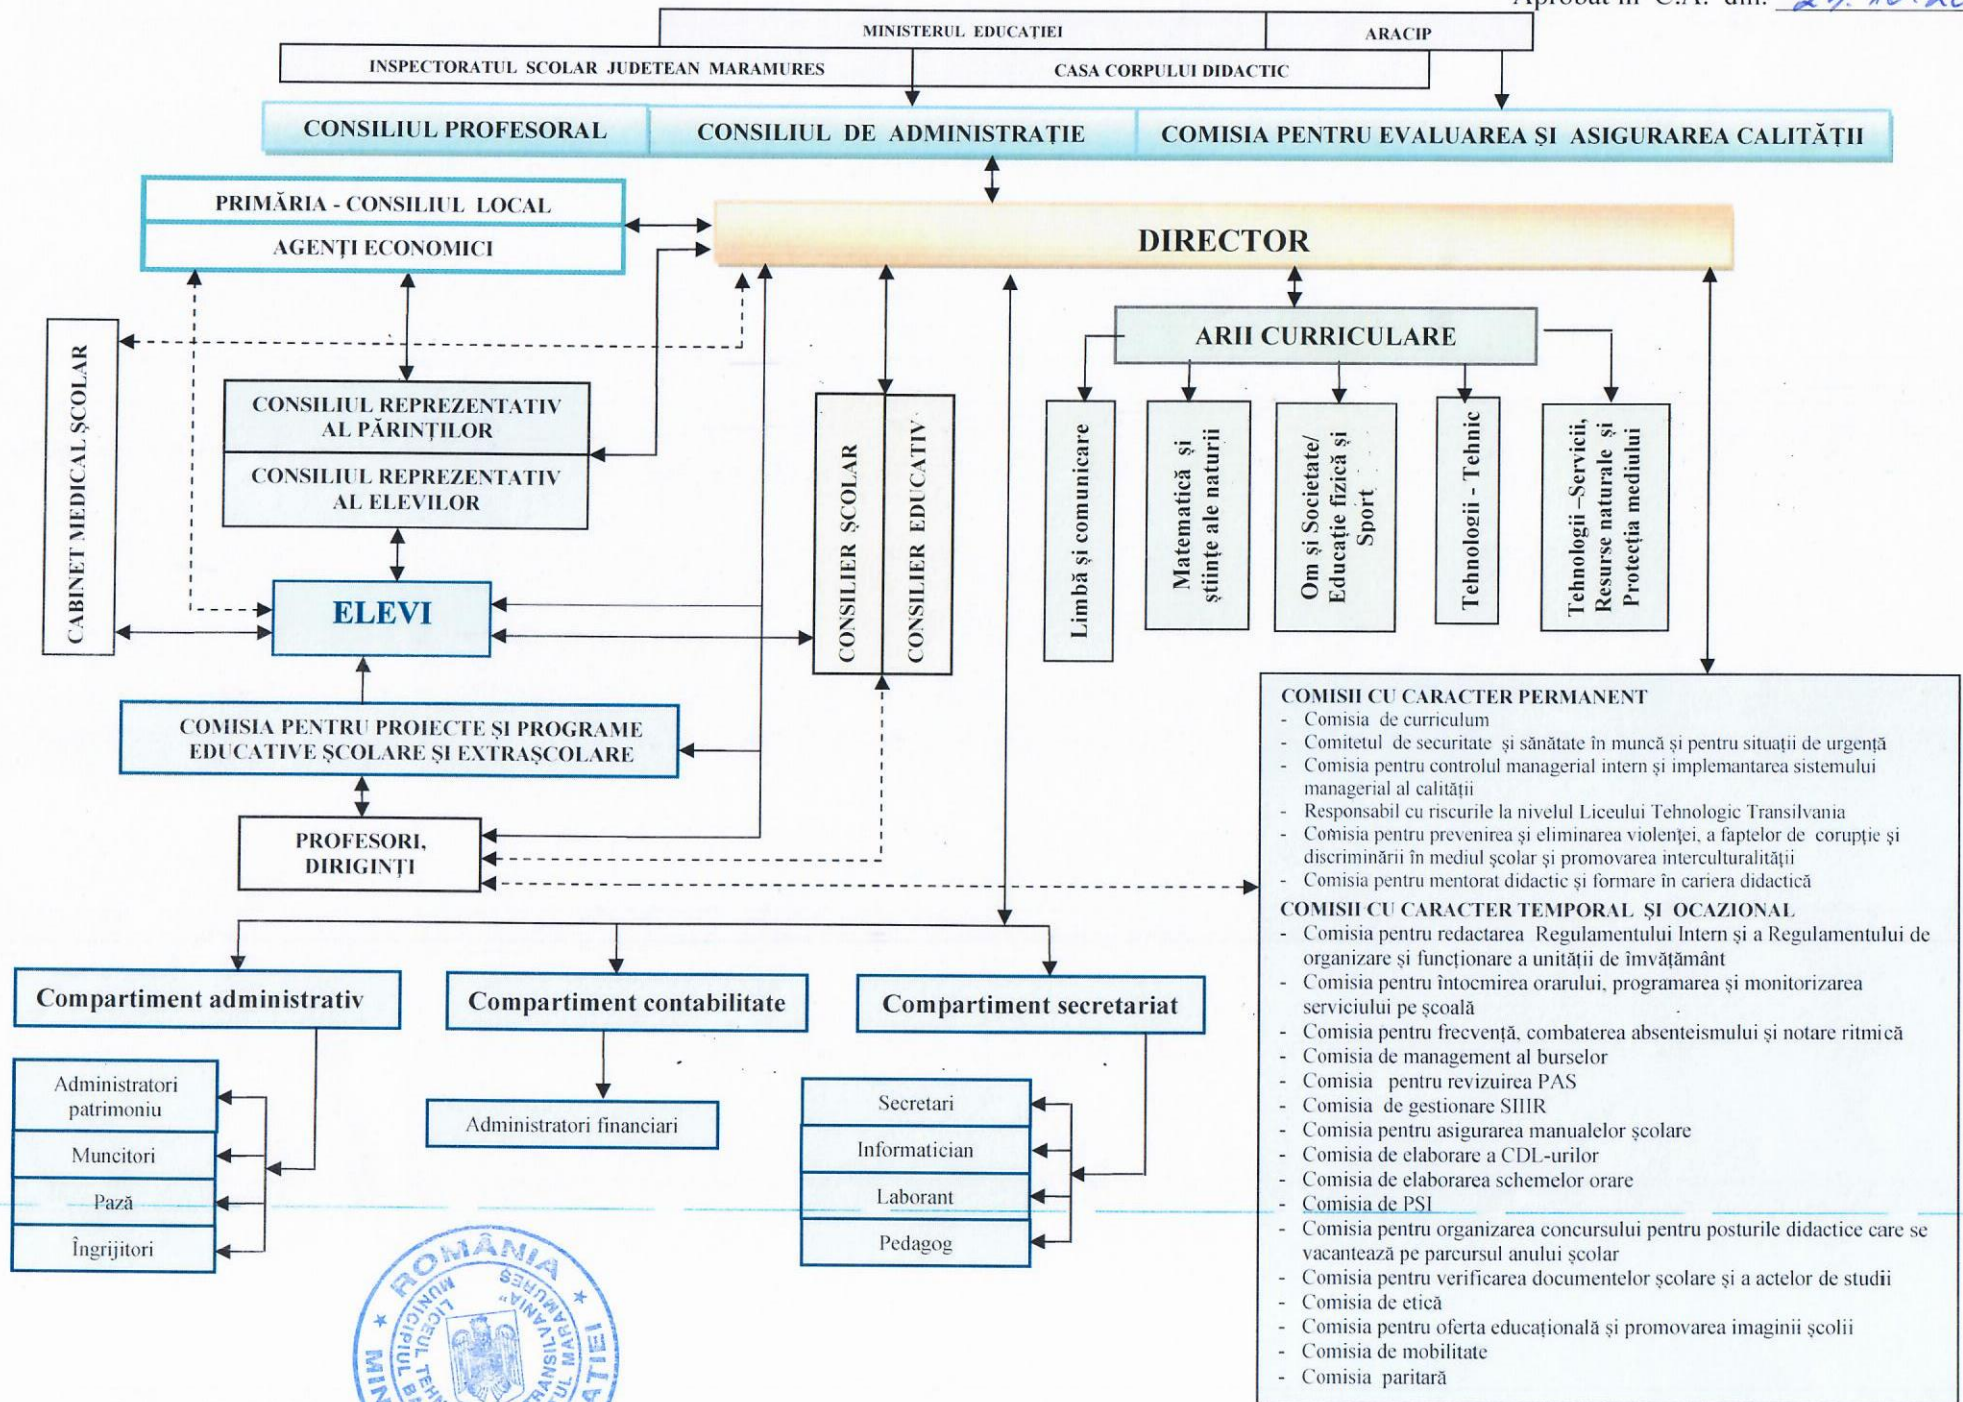 Aprobat în C.A. din:
MINISTERUL EDUCAȚIEI
ARACIP
INSPECTORATUL SCOLAR JUDETEAN MARAMURES
CASA CORPULUI DIDACTIC
CONSILIUL PROFESORAL
CONSILIUL DE ADMINISTRAȚIE
COMISIA PENTRU EVALUAREA ȘI ASIGURAREA CALITĂȚII
PRIMĂRIA - CONSILIUL LOCAL
AGENȚI ECONOMICI
DIRECTOR
CABINET MEDICAL ȘCOLAR
CONSILIUL REPREZENTATIV
AL PĂRINȚILOR
CONSILIUL REPREZENTATIV
AL ELEVILOR
CONSILIER ȘCOLAR
CONSILIER EDUCATIV
ARII CURRICULARE
Limbă și comunicare
Matematică și
științe ale naturii
Om și Societate/
Educație fizică și
Sport
Tehnologii - Tehnic
Tehnologii –Servicii,
Resurse naturale și
Protecția mediului
ELEVI
COMISIA PENTRU PROIECTE ȘI PROGRAME
EDUCATIVE ȘCOLARE ȘI EXTRAȘCOLARE
PROFESORI,
DIRIGINȚI
COMISII CU CARACTER PERMANENT
- Comisia de curriculum
- Comitetul de securitate și sănătate în muncă și pentru situații de urgență
- Comisia pentru controlul managerial intern și implemantarea sistemului
managerial al calității
- Responsabil cu riscurile la nivelul Liceului Tehnologic Transilvania
- Comisia pentru prevenirea și eliminarea violenței, a faptelor de corupție și
discriminării în mediul școlar și promovarea interculturalității
- Comisia pentru mentorat didactic și formare în cariera didactică
COMISII CU CARACTER TEMPORAL ȘI OCAZIONAL
- Comisia pentru redactarea Regulamentului Intern și a Regulamentului de
organizare și funcționare a unității de îmvățământ
- Comisia pentru întocmirea orarului, programarea și monitorizarea
serviciului pe școală
- Comisia pentru frecvență, combaterea absenteismului și notare ritmică
- Comisia de management al burselor
- Comisia pentru revizuirea PAS
- Comisia de gestionare SIIIR
- Comisia pentru asigurarea manualelor școlare
- Comisia de elaborare a CDL-urilor
- Comisia de elaborarea schemelor orare
- Comisia de PSI
- Comisia pentru organizarea concursului pentru posturile didactice care se
vacantează pe parcursul anului școlar
- Comisia pentru verificarea documentelor școlare și a actelor de studii
- Comisia de etică
- Comisia pentru oferta educațională și promovarea imaginii școlii
- Comisia de mobilitate
- Comisia paritară
Compartiment administrativ
Compartiment contabilitate
Compartiment secretariat
Administratori
patrimoniu
Muncitori
Pază
Îngrijitori
Administratori financiari
Secretari
Informatician
Laborant
Pedagog
ROMÂNIA
MUNICIPIUL
LICEUL
TRANSILVANIA"
MARAMUREȘ